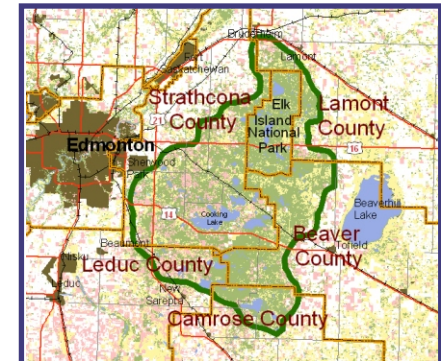 Bruderheim
Fort
Saskatchewan
Lamont
Strathcona
County
Elk
Island
National
Park
Lamont
County
21
16
Edmonton
Sherwood
Park
Beaverhill
Lake
14
Cooking
Lake
Beaver
County
Tofield
Beaumont
Nisku
Leduc County
Leduc
New
Sarepta
Camrose County